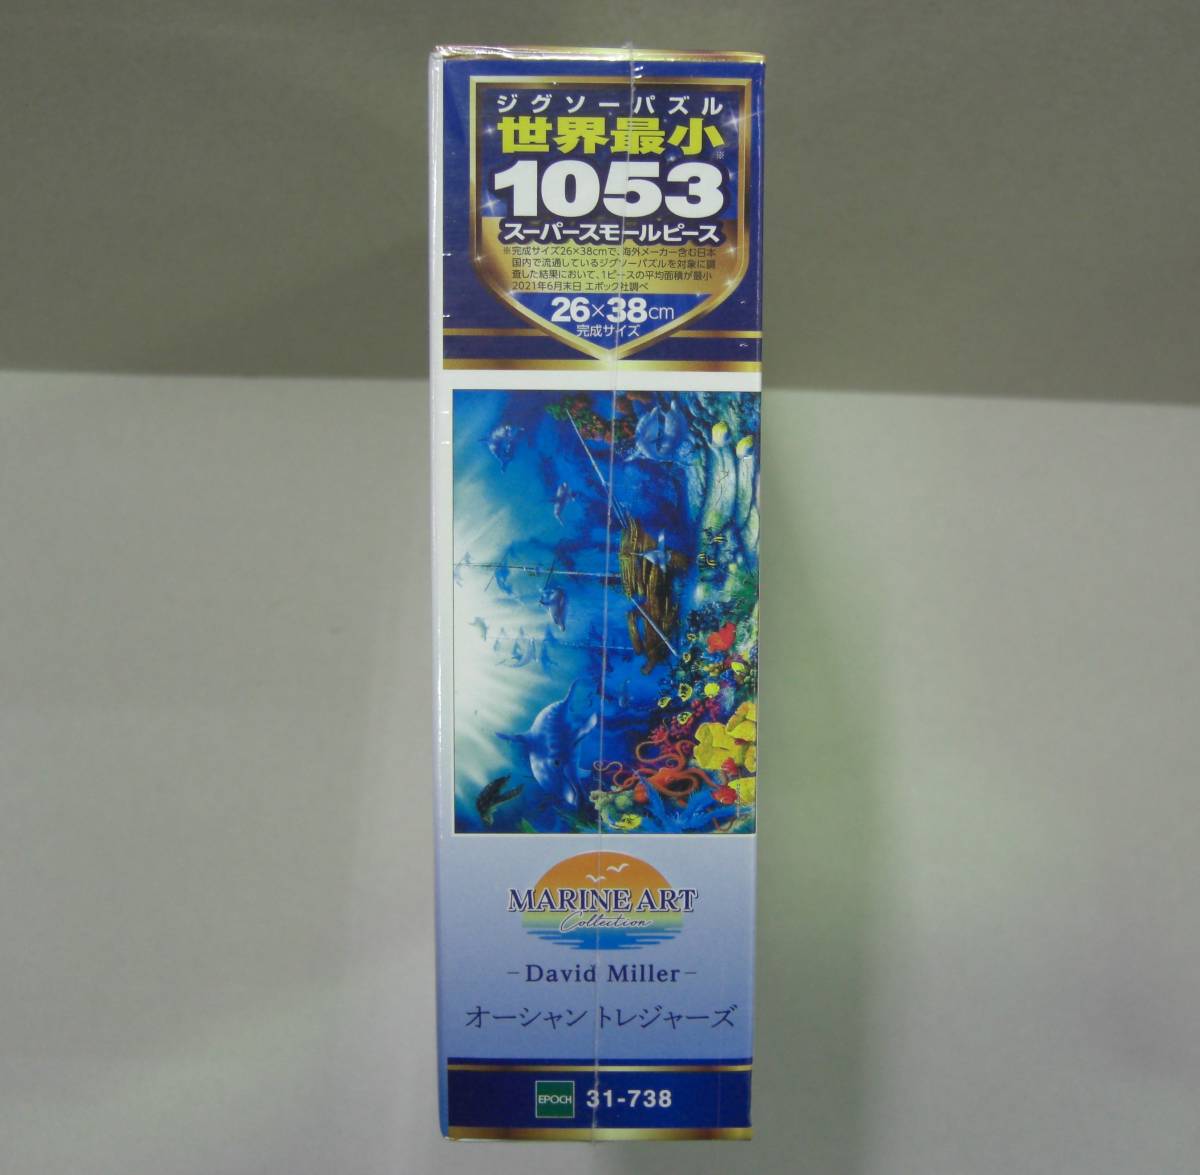 ジグソーパズル
世界最小※
1053
スーパースモールピース
※完成サイズ26×38cmで、海外メーカー含む日本
国内で流通しているジグソーパズルを対象に調
査した結果において、1ピースの平均面積が最小
2021年6月末日 エポック社調べ
26×38cm
完成サイズ
MARINE ART
Collection
-David Miller-
オーシャントレジャーズ
EPOCH 31-738